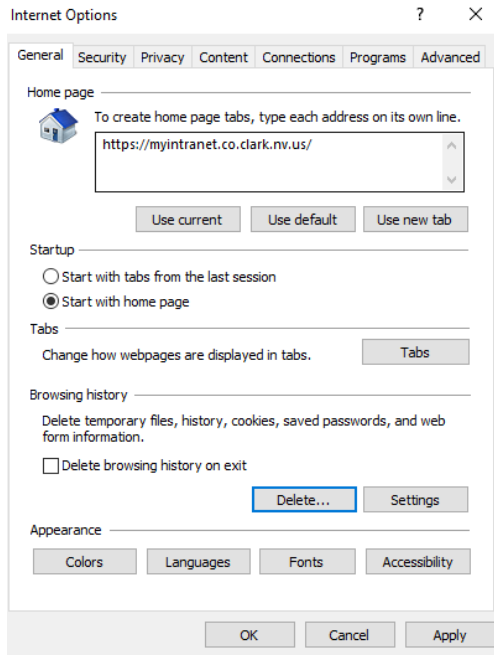 Internet Options ? ×
General Security Privacy Content Connections Programs Advanced
Home page
To create home page tabs, type each address on its own line.
https://myintranet.co.clark.nv.us/
Use current Use default Use new tab
Startup
Start with tabs from the last session
Start with home page
Tabs
Change how webpages are displayed in tabs. Tabs
Browsing history
Delete temporary files, history, cookies, saved passwords, and web
form information.
Delete browsing history on exit
Delete... Settings
Appearance
Colors Languages Fonts Accessibility
OK Cancel Apply